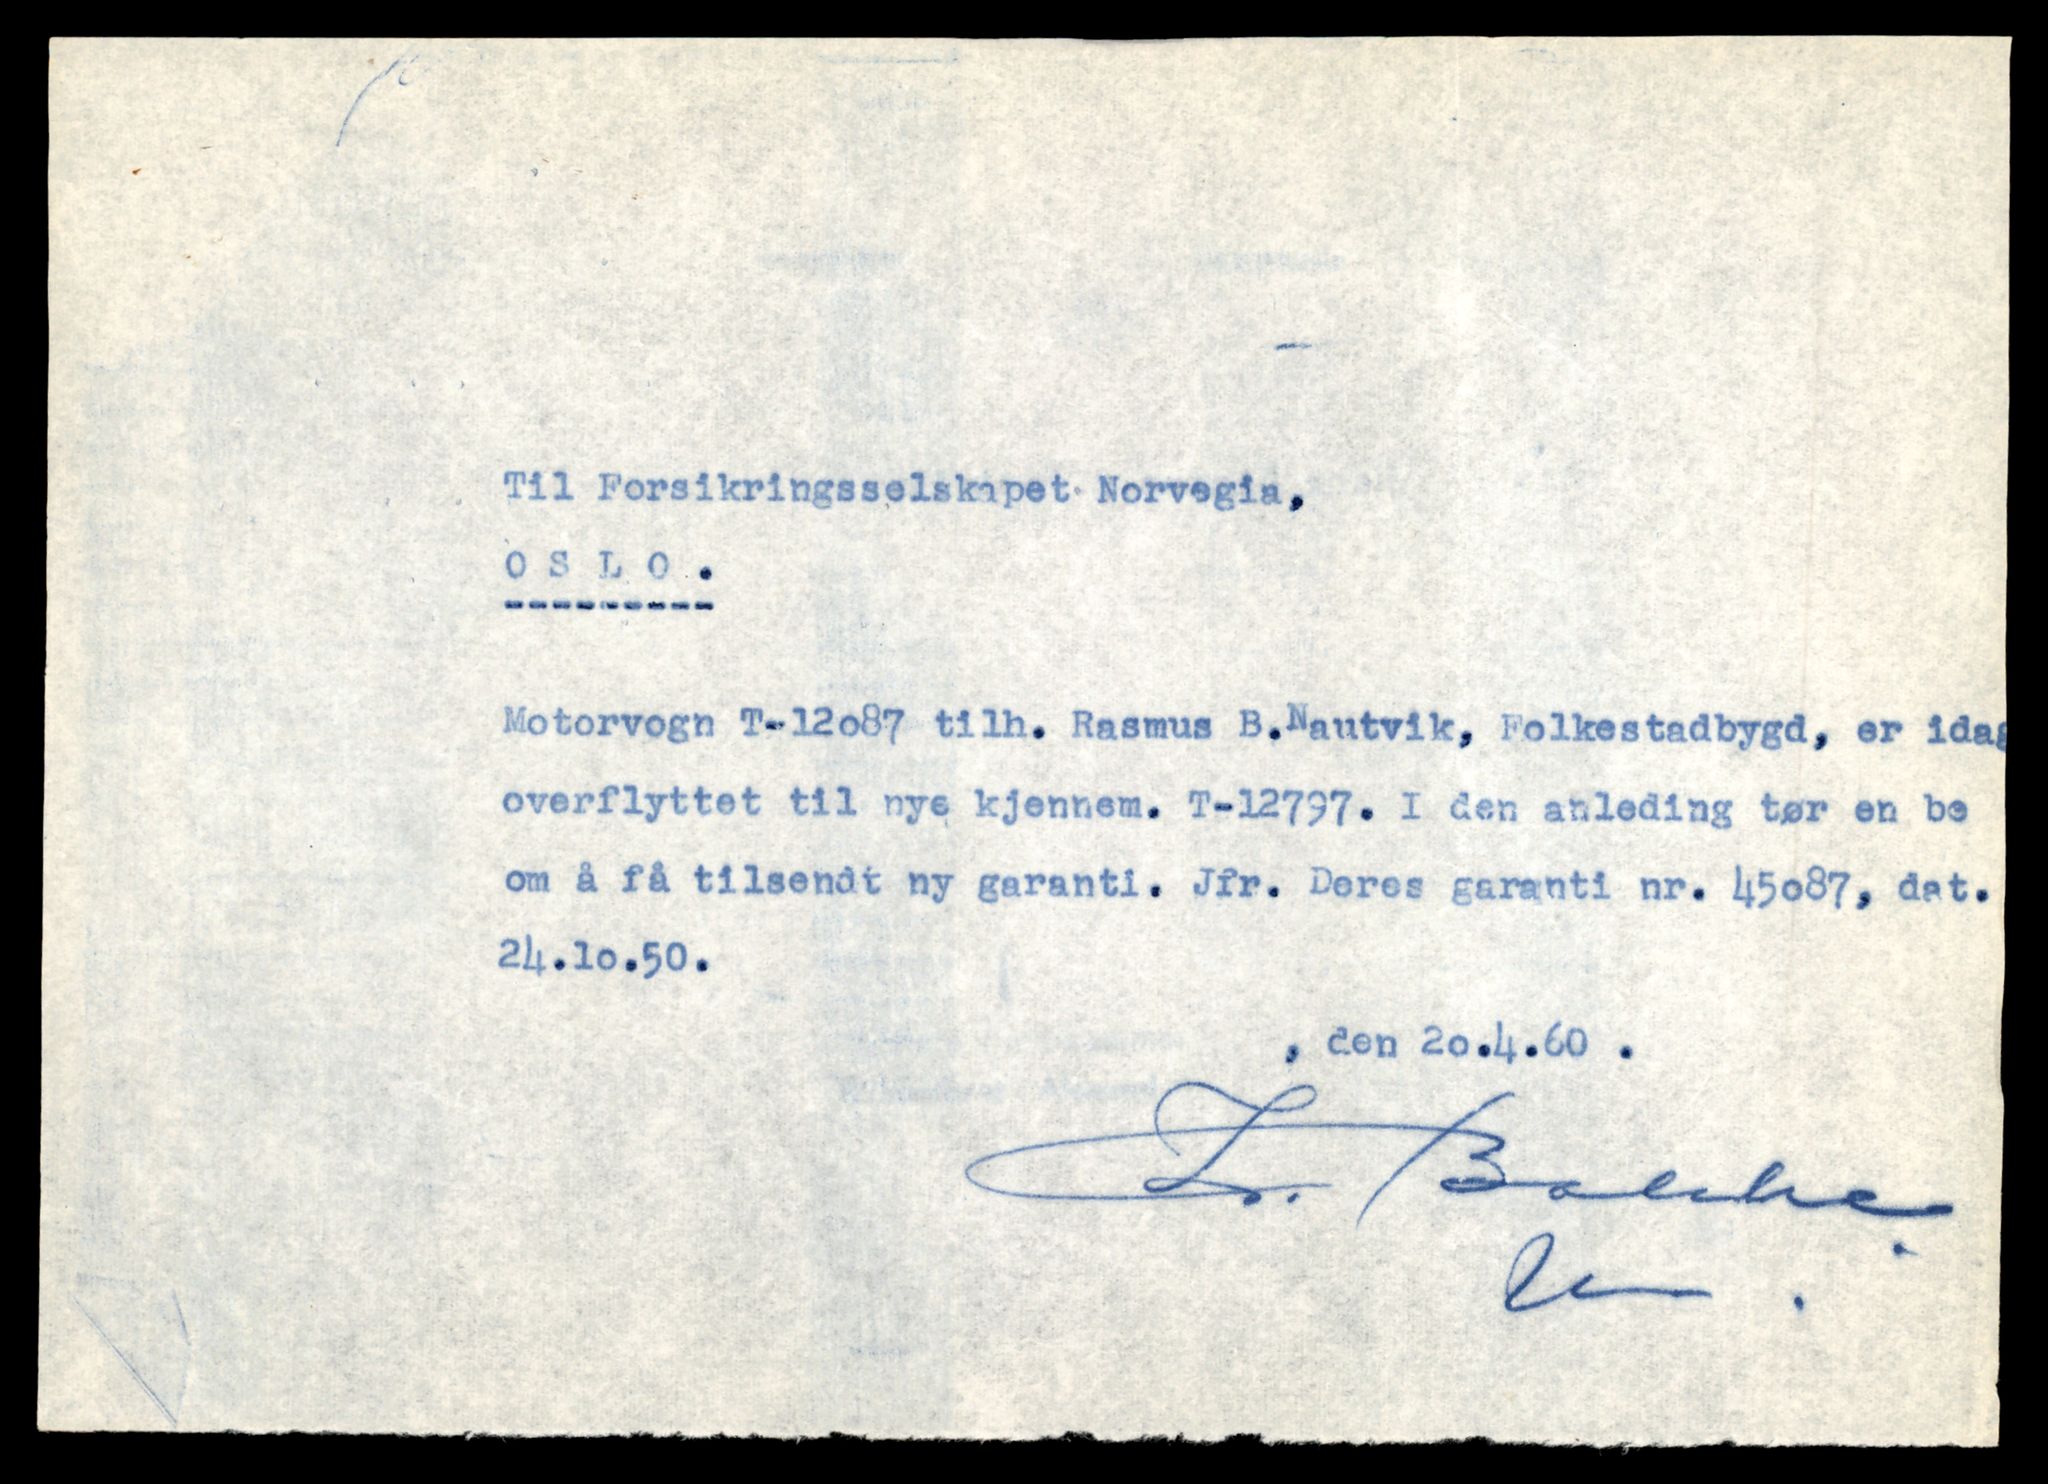 Til Forsikringsselskapet Norvegia,
O S L O .
---------
Motorvogn T-12o87 tilh. Rasmus B.Nautvik, Folkestadbygd, er idag
overflyttet til nye kjennem. T-12797. I den anleding tør en be
om å få tilsendt ny garanti. Jfr. Deres garanti nr. 45o87, dat.
24.1o.50.
, den 2o.4.60 .